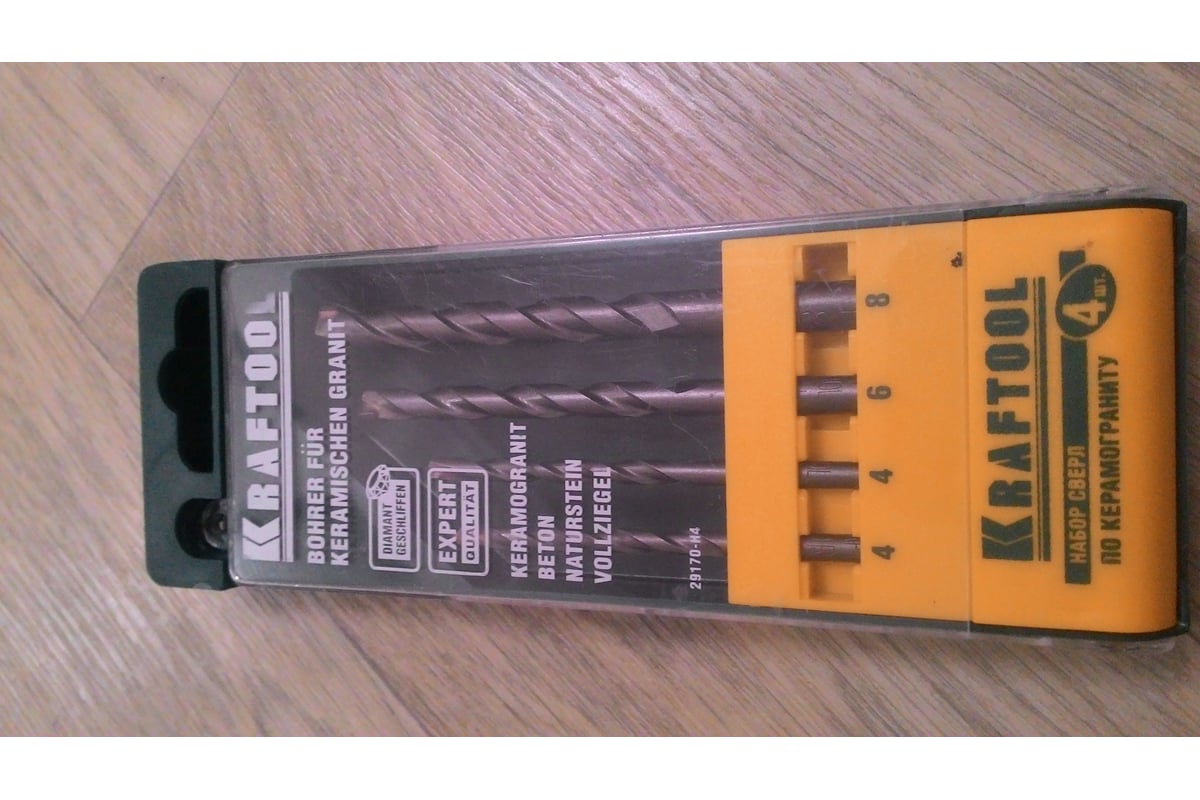 KRAFTOOL
BOHRER FÜR
KERAMISCHEN GRANIT
DIAMANT
GESCHLIFFEN
EXPERT
QUALITÄT
KERAMOGRANIT
BETON
NATURSTEIN
VOLLZIEGEL
29170-H4
8
6
4
4
KRAFTOOL®
НАБОР СВЕРЛ
4 шт.
ПО КЕРАМОГРАНИТУ